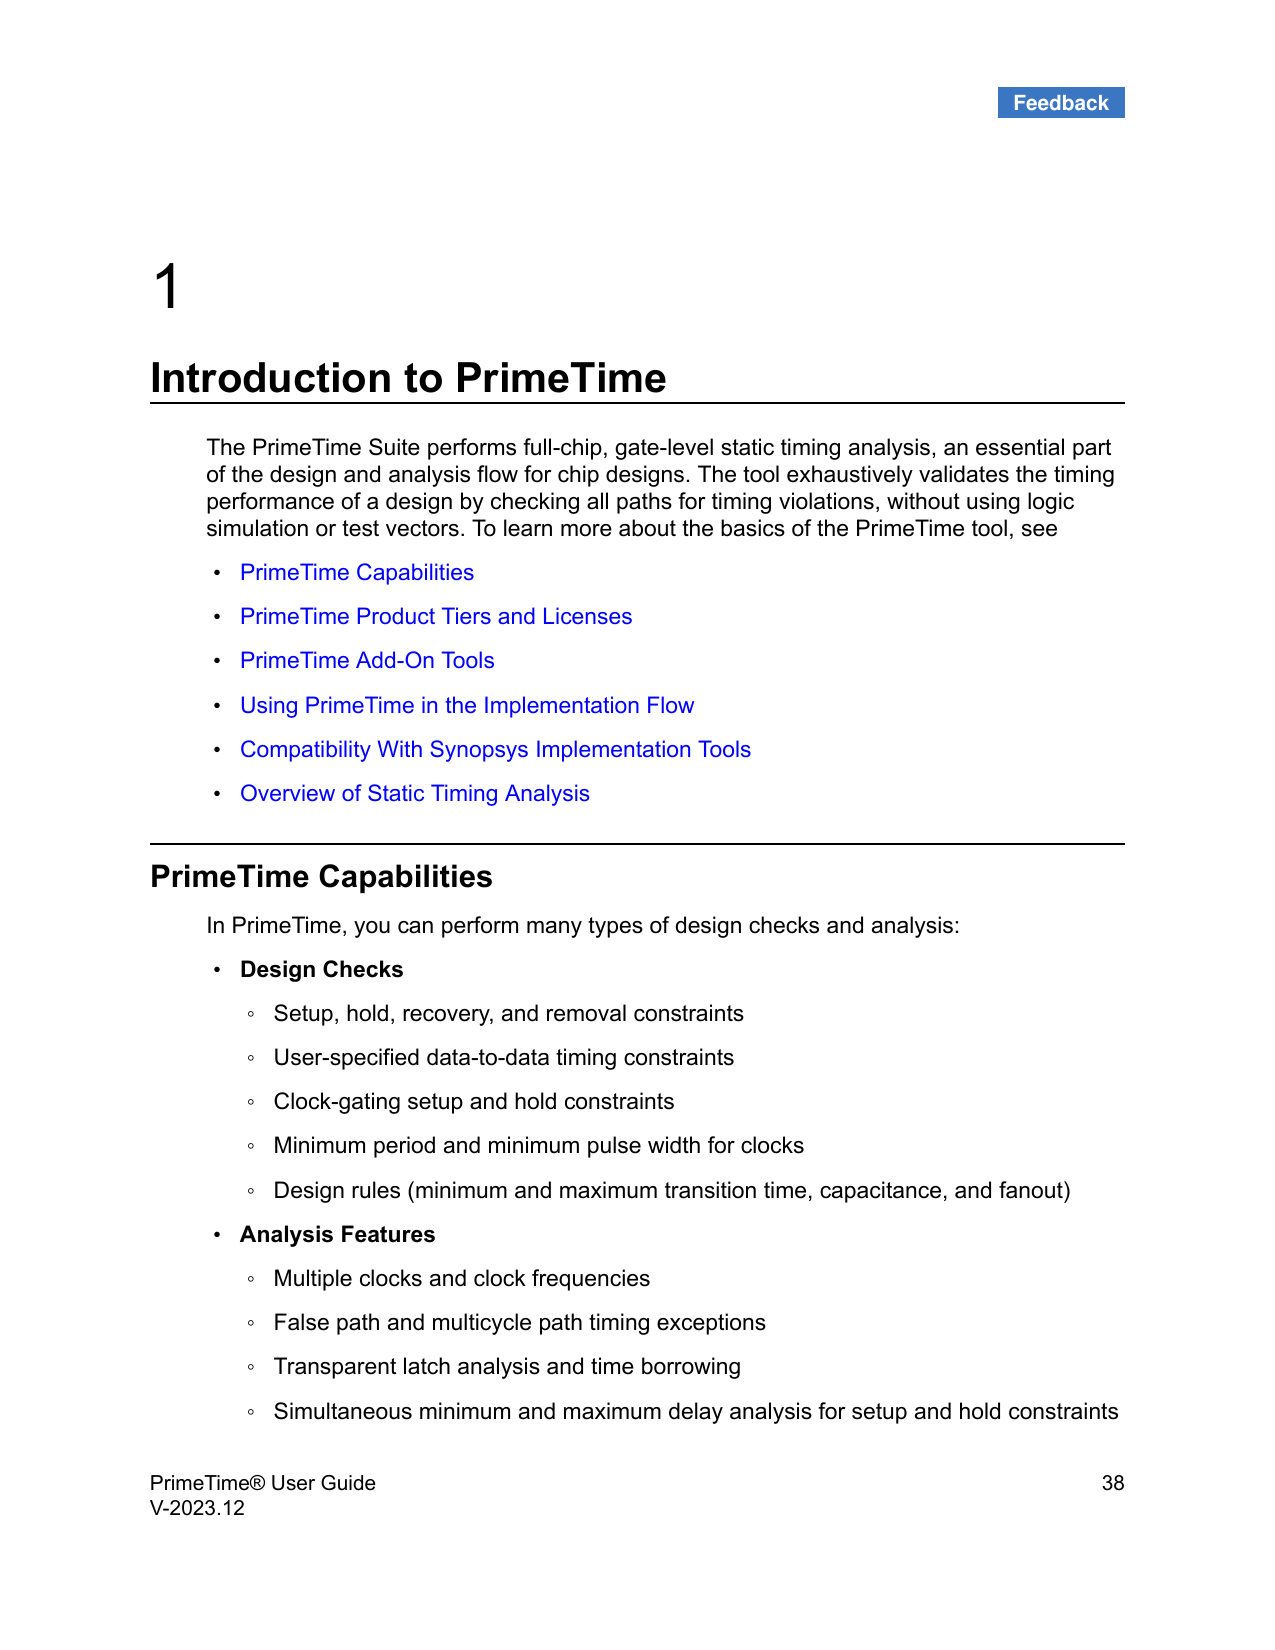 Feedback
1
Introduction to PrimeTime
The PrimeTime Suite performs full-chip, gate-level static timing analysis, an essential part
of the design and analysis flow for chip designs. The tool exhaustively validates the timing
performance of a design by checking all paths for timing violations, without using logic
simulation or test vectors. To learn more about the basics of the PrimeTime tool, see
• PrimeTime Capabilities
• PrimeTime Product Tiers and Licenses
• PrimeTime Add-On Tools
• Using PrimeTime in the Implementation Flow
• Compatibility With Synopsys Implementation Tools
• Overview of Static Timing Analysis
PrimeTime Capabilities
In PrimeTime, you can perform many types of design checks and analysis:
• Design Checks
◦ Setup, hold, recovery, and removal constraints
◦ User-specified data-to-data timing constraints
◦ Clock-gating setup and hold constraints
◦ Minimum period and minimum pulse width for clocks
◦ Design rules (minimum and maximum transition time, capacitance, and fanout)
• Analysis Features
◦ Multiple clocks and clock frequencies
◦ False path and multicycle path timing exceptions
◦ Transparent latch analysis and time borrowing
◦ Simultaneous minimum and maximum delay analysis for setup and hold constraints
PrimeTime® User Guide 38
V-2023.12